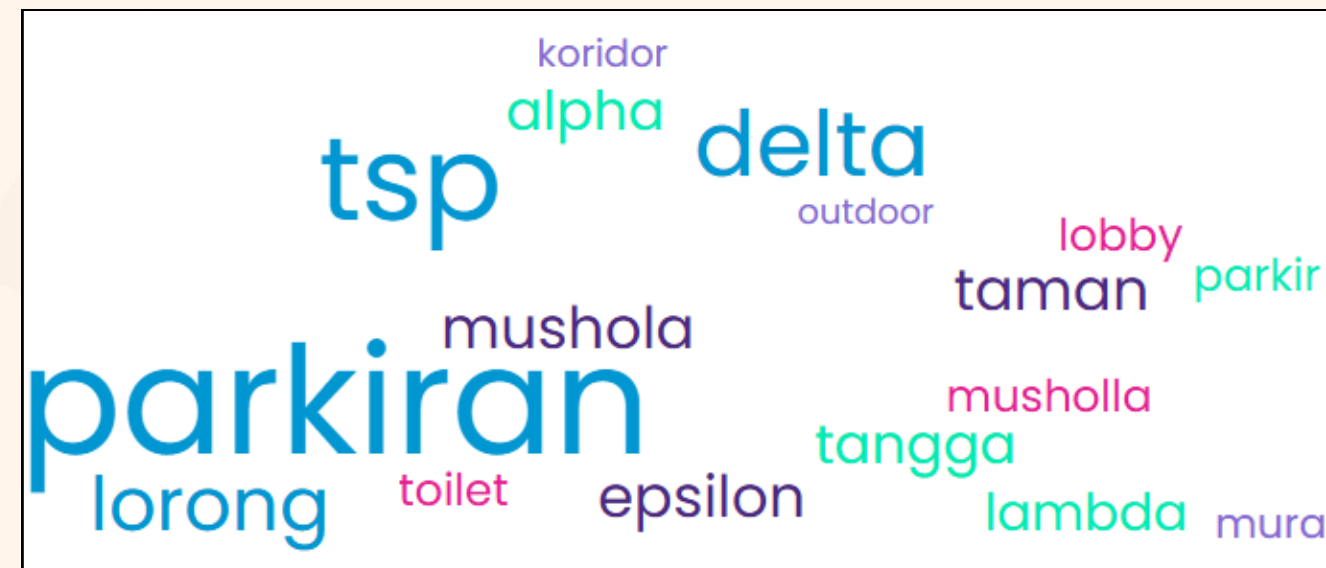 koridor
alpha
delta
tsp
outdoor
lobby
parkir
taman
mushola
parkiran
musholla
tangga
lorong
toilet
epsilon
lambda
mura